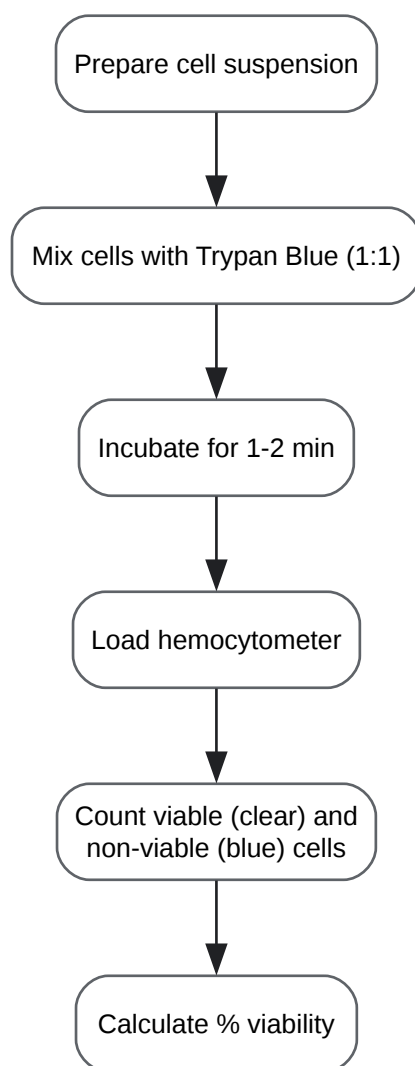 Prepare cell suspension
Mix cells with Trypan Blue (1:1)
Incubate for 1-2 min
Load hemocytometer
Count viable (clear) and
non-viable (blue) cells
Calculate % viability